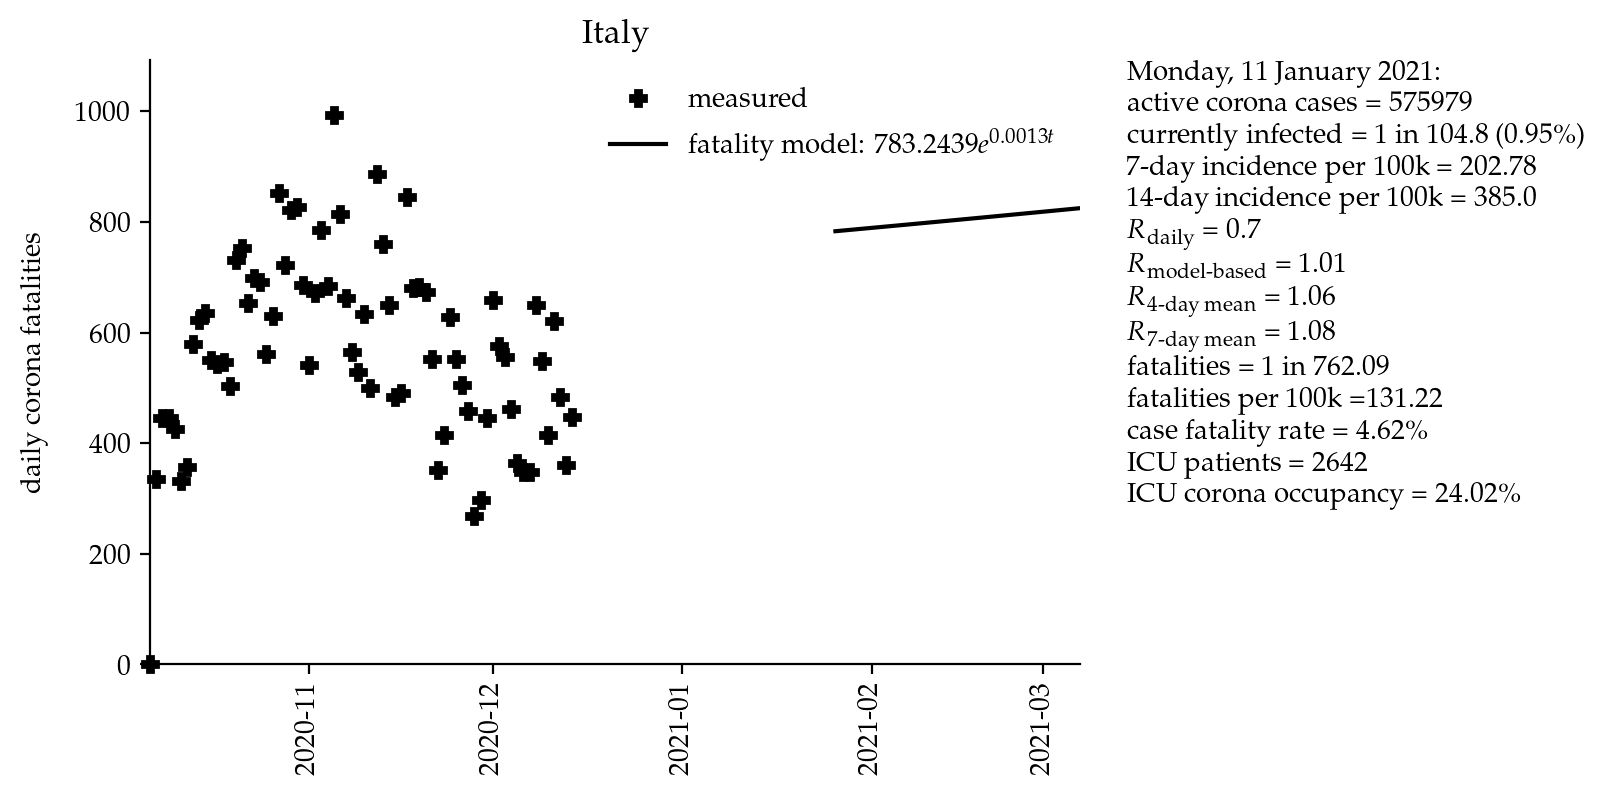 Italy
measured
fatality model: 783.2439e^0.0013t
daily corona fatalities
1000
800
600
400
200
0
2020-11
2020-12
2021-01
2021-02
2021-03
Monday, 11 January 2021:
active corona cases = 575979
currently infected = 1 in 104.8 (0.95%)
7-day incidence per 100k = 202.78
14-day incidence per 100k = 385.0
R_daily = 0.7
R_model-based = 1.01
R_4-day mean = 1.06
R_7-day mean = 1.08
fatalities = 1 in 762.09
fatalities per 100k =131.22
case fatality rate = 4.62%
ICU patients = 2642
ICU corona occupancy = 24.02%